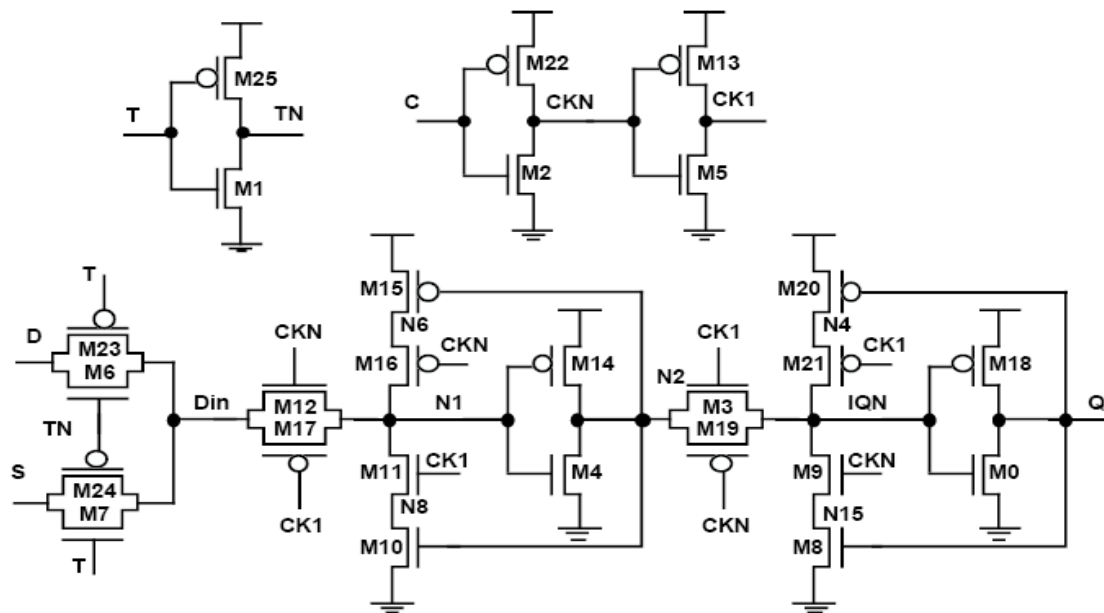 M25
T
TN
M1
M22
C
CKN
M2
M13
CK1
M5
T
D
M23
M6
TN
S
M24
M7
T
Din
CKN
M12
M17
CK1
M15
N6
M16
CKN
N1
M11
CK1
N8
M10
M14
M4
N2
CK1
M3
M19
CKN
M20
N4
M21
CK1
IQN
M9
CKN
N15
M8
M18
M0
Q